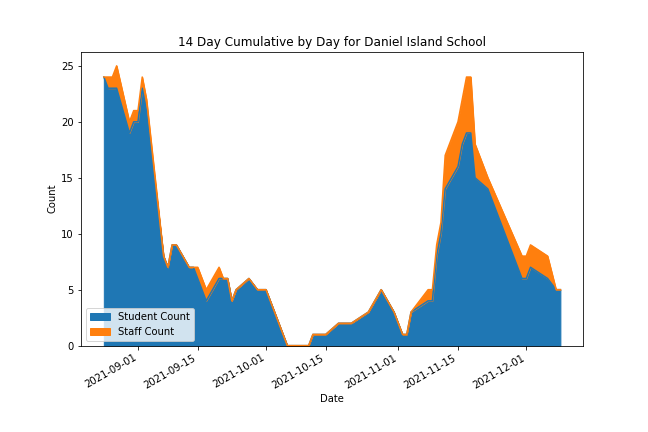 14 Day Cumulative by Day for Daniel Island School
25
20
15
10
5
0
Count
Student Count
Staff Count
2021-09-01
2021-09-15
2021-10-01
2021-10-15
2021-11-01
2021-11-15
2021-12-01
Date